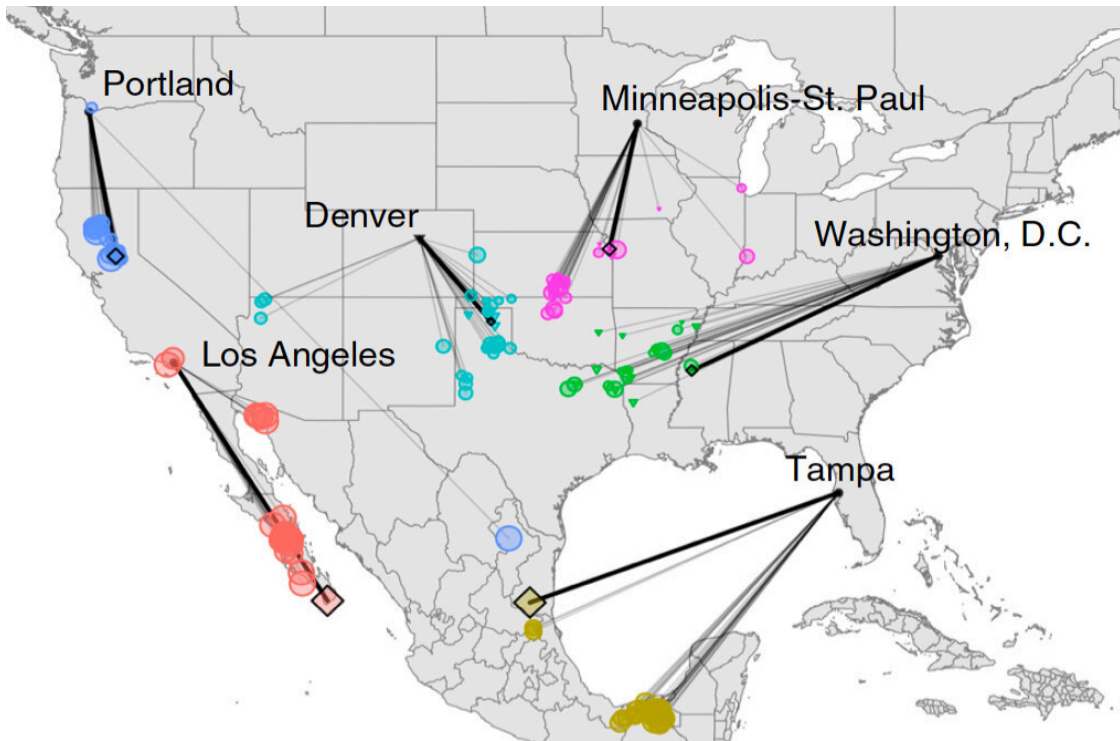 Portland
Minneapolis-St. Paul
Denver
Washington, D.C.
Los Angeles
Tampa